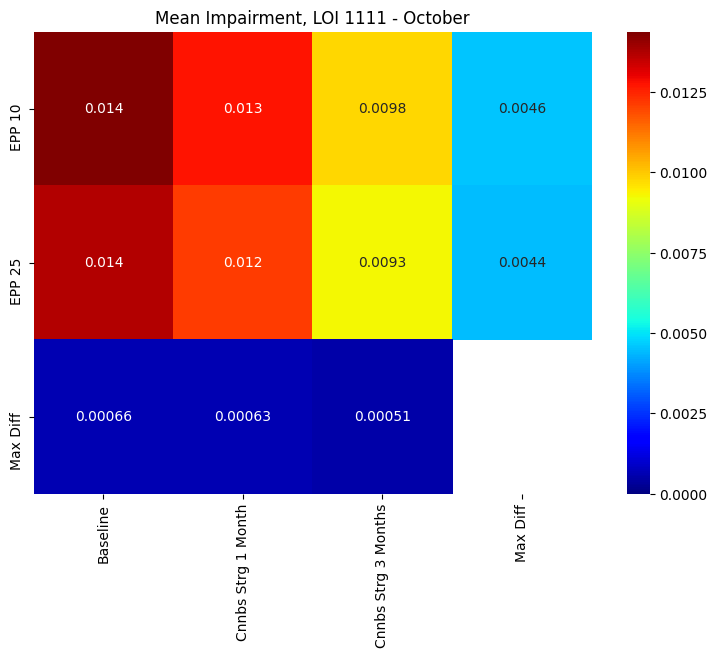 Mean Impairment, LOI 1111 - October
EPP 10
0.014 0.013 0.0098 0.0046
EPP 25
0.014 0.012 0.0093 0.0044
Max Diff
0.00066 0.00063 0.00051
Baseline
Cnnbs Strg 1 Month
Cnnbs Strg 3 Months
Max Diff
0.0125
0.0100
0.0075
0.0050
0.0025
0.0000